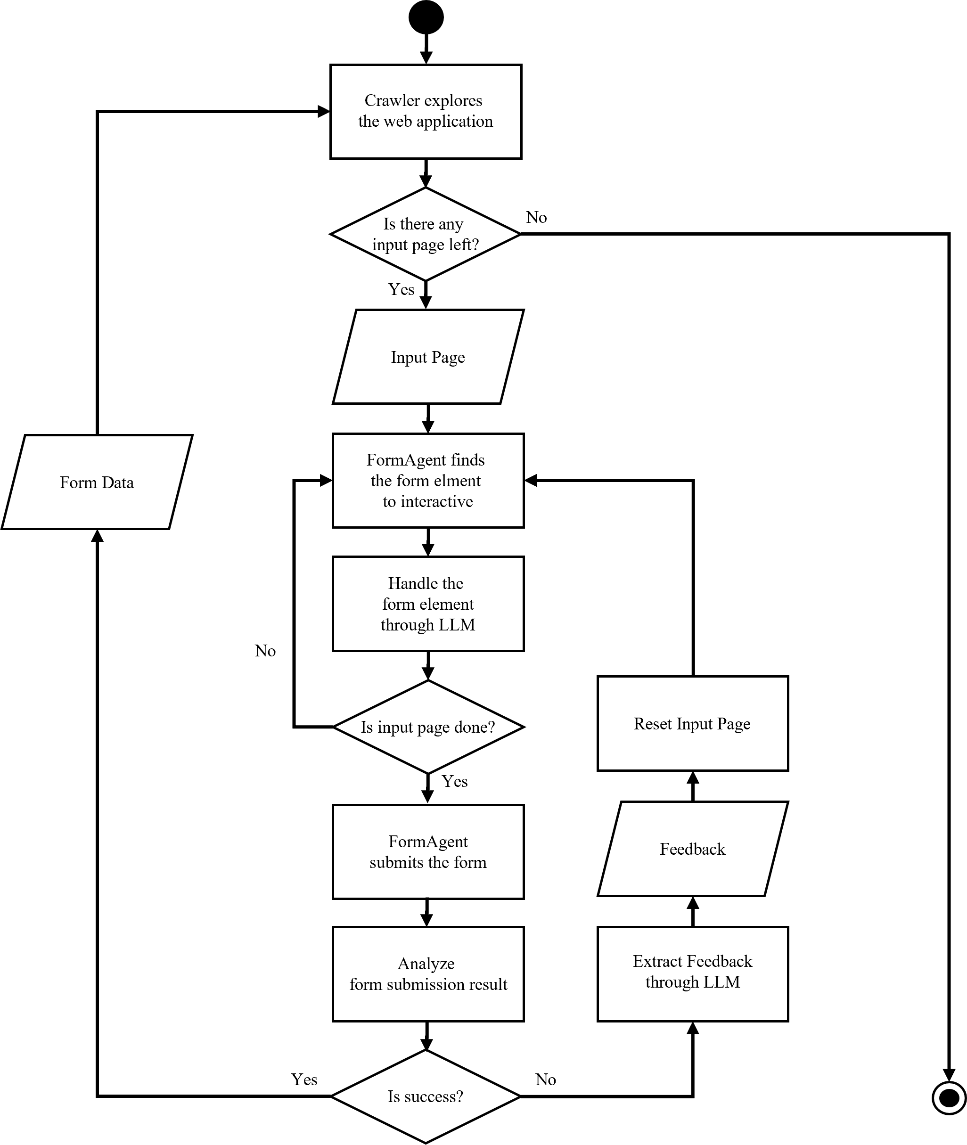 Crawler explores
the web application
Is there any
input page left?
No
Yes
Input Page
FormAgent finds
the form elment
to interactive
Form Data
Handle the
form element
through LLM
No
Is input page done?
Reset Input Page
Yes
FormAgent
submits the form
Feedback
Analyze
form submission result
Extract Feedback
through LLM
Yes
Is success?
No